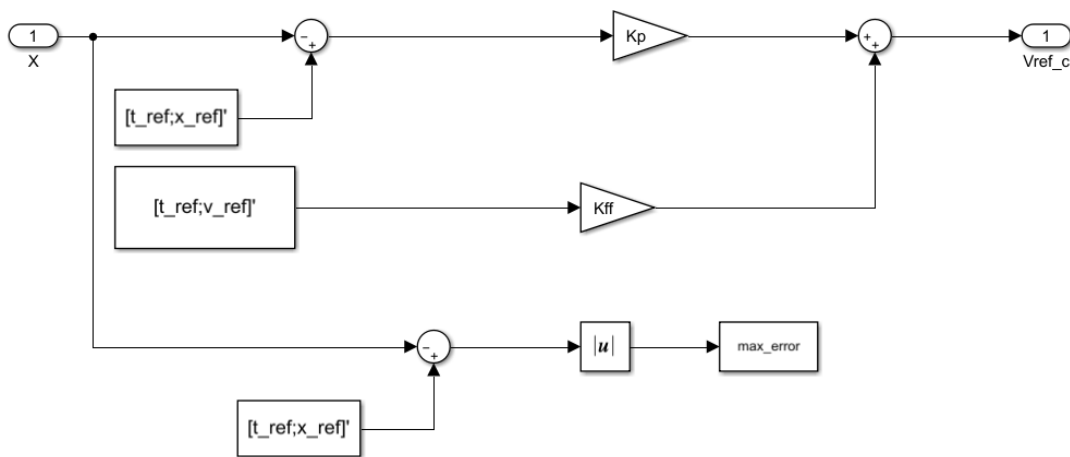 1
X
−
+
Kp
+
+
1
Vref_c
[t_ref;x_ref]'
[t_ref;v_ref]'
Kff
−
+
|u|
max_error
[t_ref;x_ref]'